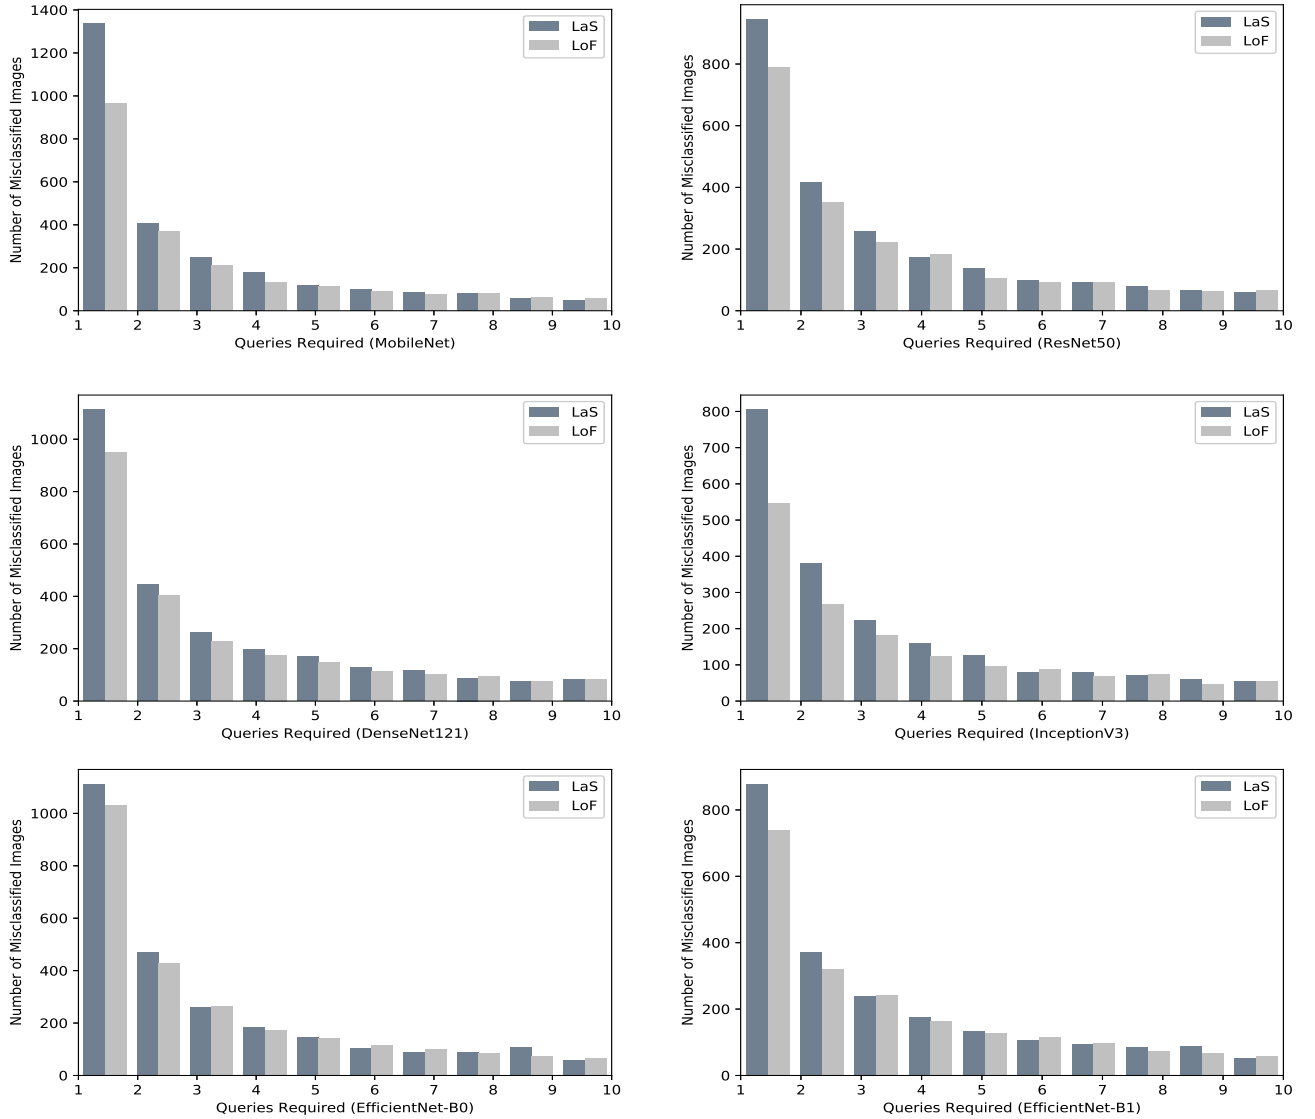 1400
1200
1000
800
600
400
200
0
Number of Misclassified Images
LaS
LoF
1 2 3 4 5 6 7 8 9 10
Queries Required (MobileNet)
800
600
400
200
0
Number of Misclassified Images
LaS
LoF
1 2 3 4 5 6 7 8 9 10
Queries Required (ResNet50)
1000
800
600
400
200
0
Number of Misclassified Images
LaS
LoF
1 2 3 4 5 6 7 8 9 10
Queries Required (DenseNet121)
800
700
600
500
400
300
200
100
0
Number of Misclassified Images
LaS
LoF
1 2 3 4 5 6 7 8 9 10
Queries Required (InceptionV3)
1000
800
600
400
200
0
Number of Misclassified Images
LaS
LoF
1 2 3 4 5 6 7 8 9 10
Queries Required (EfficientNet-B0)
800
600
400
200
0
Number of Misclassified Images
LaS
LoF
1 2 3 4 5 6 7 8 9 10
Queries Required (EfficientNet-B1)